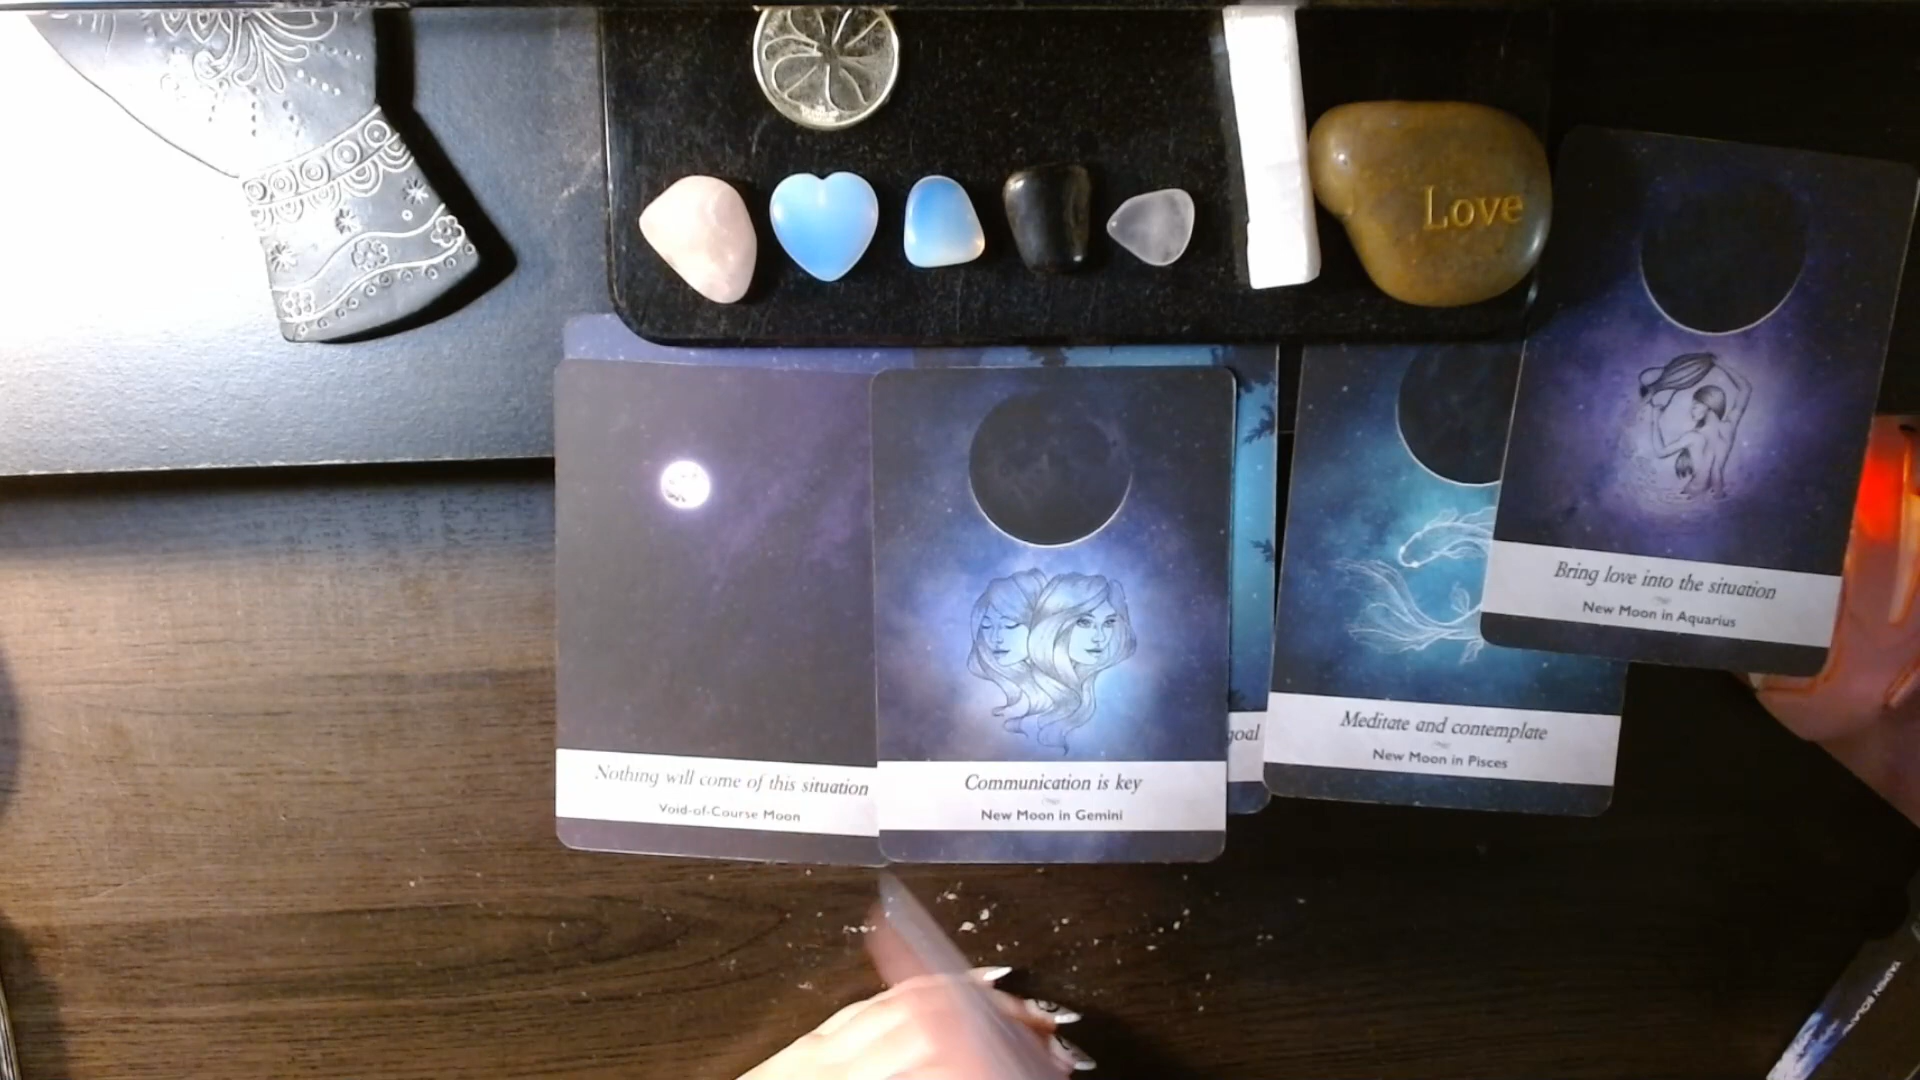 Love
Bring love into the situation
New Moon in Aquarius
Meditate and contemplate
New Moon in Pisces
goal
Nothing will come of this situation
Void-of-Course Moon
Communication is key
New Moon in Gemini